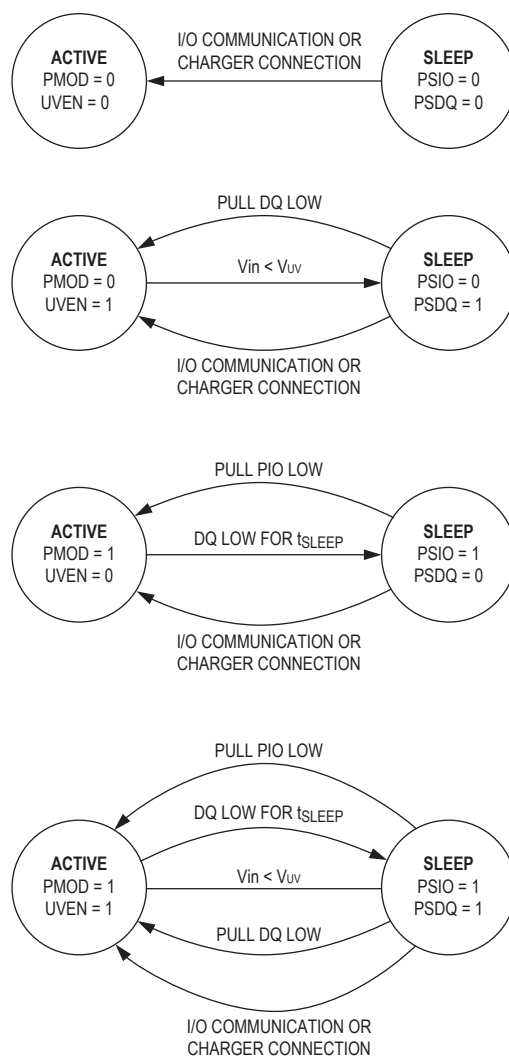 I/O COMMUNICATION OR
CHARGER CONNECTION
ACTIVE
PMOD = 0
UVEN = 0
SLEEP
PSIO = 0
PSDQ = 0
PULL DQ LOW
ACTIVE
PMOD = 0
UVEN = 1
Vin < VUV
SLEEP
PSIO = 0
PSDQ = 1
I/O COMMUNICATION OR
CHARGER CONNECTION
PULL PIO LOW
ACTIVE
PMOD = 1
UVEN = 0
DQ LOW FOR tSLEEP
SLEEP
PSIO = 1
PSDQ = 0
I/O COMMUNICATION OR
CHARGER CONNECTION
PULL PIO LOW
DQ LOW FOR tSLEEP
ACTIVE
PMOD = 1
UVEN = 1
Vin < VUV
SLEEP
PSIO = 1
PSDQ = 1
PULL DQ LOW
I/O COMMUNICATION OR
CHARGER CONNECTION